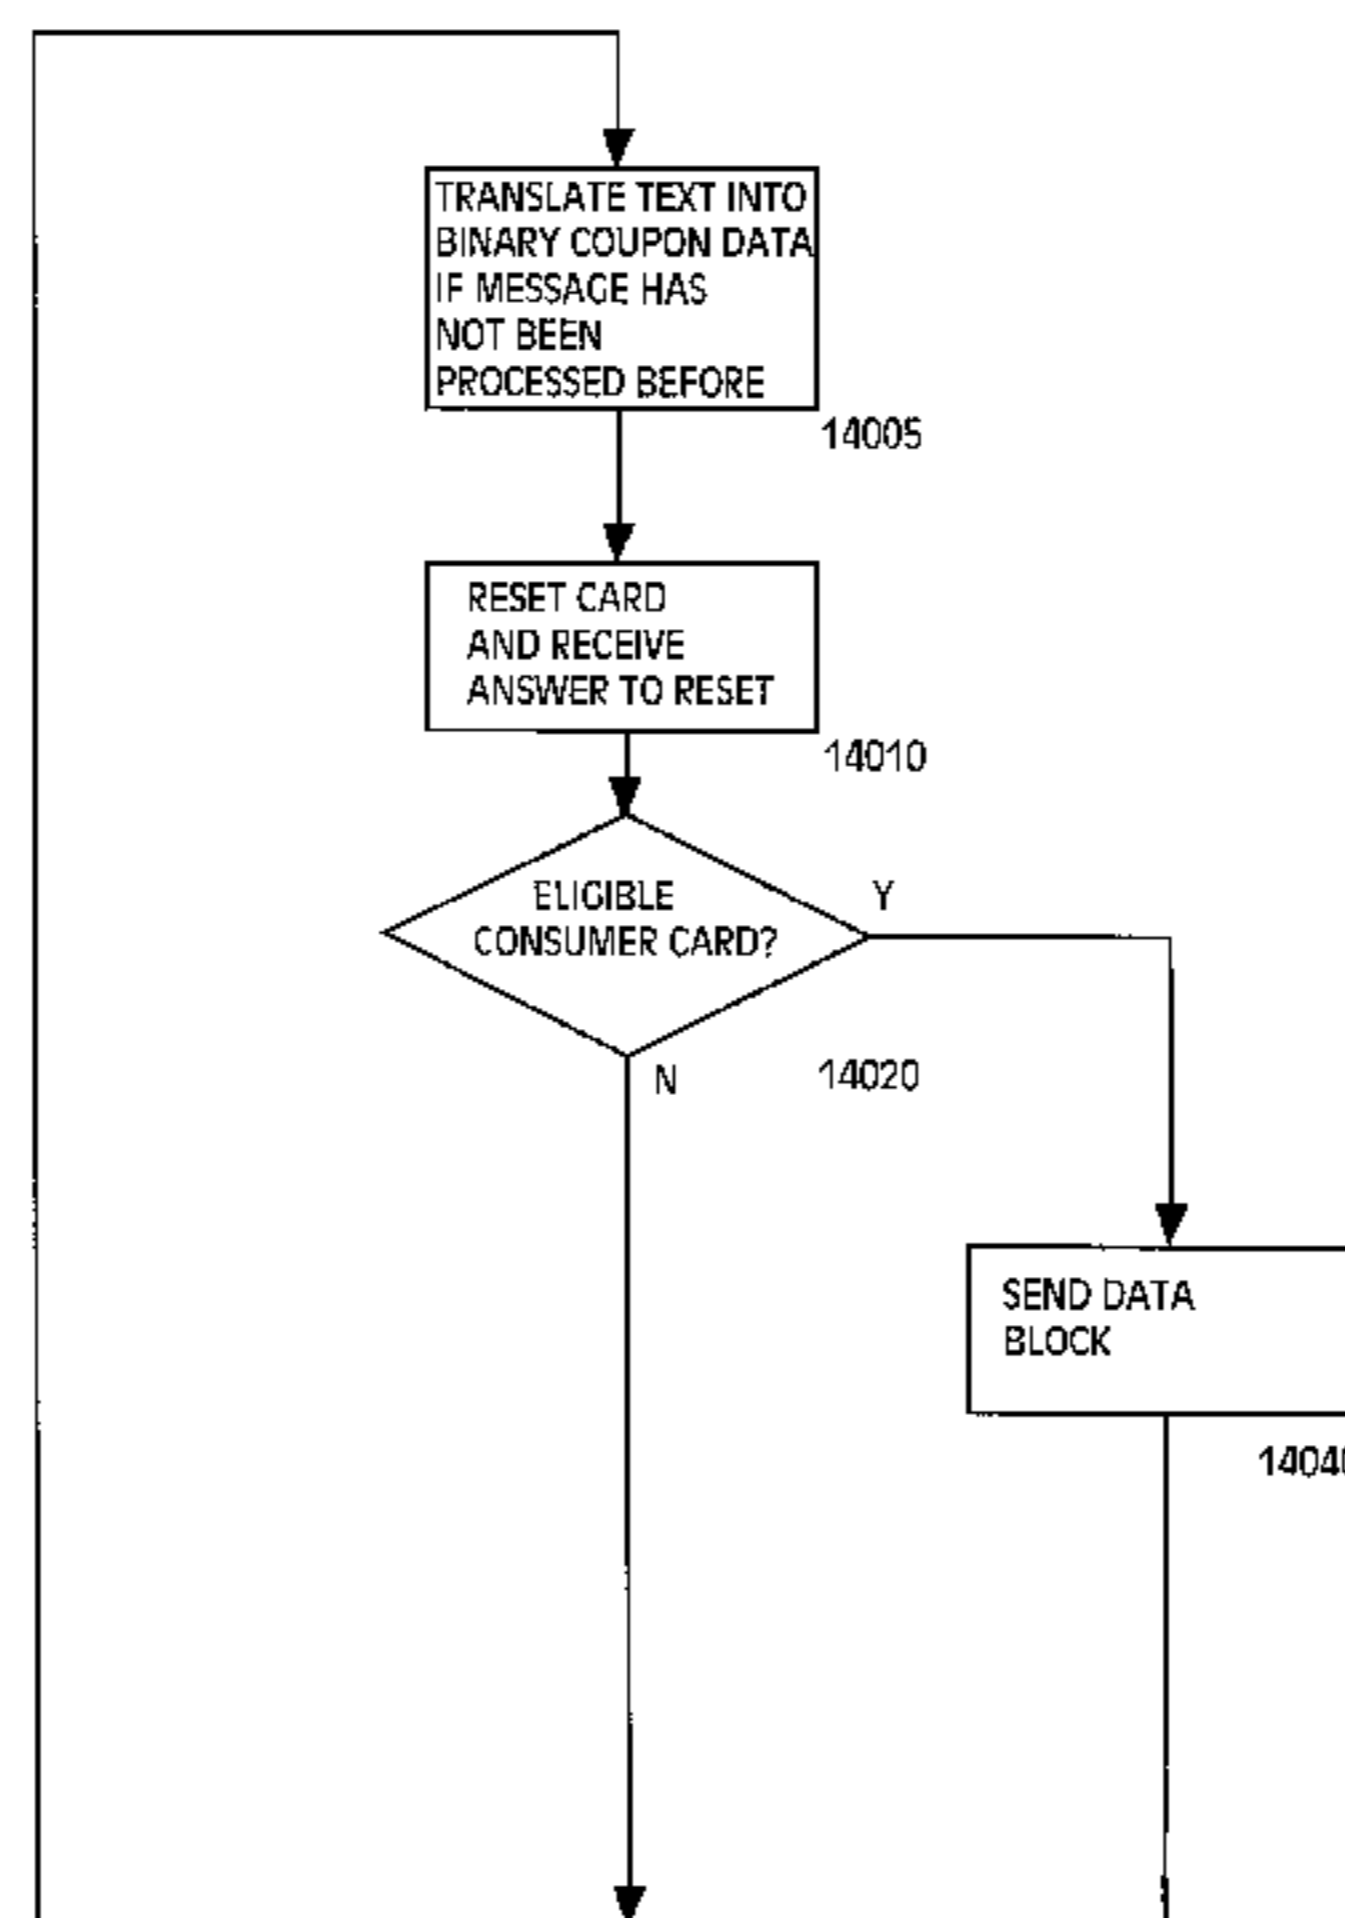 TRANSLATE TEXT INTO
BINARY COUPON DATA
IF MESSAGE HAS
NOT BEEN
PROCESSED BEFORE
14005
RESET CARD
AND RECEIVE
ANSWER TO RESET
14010
ELIGIBLE
CONSUMER CARD?
Y
N
14020
SEND DATA
BLOCK
14040